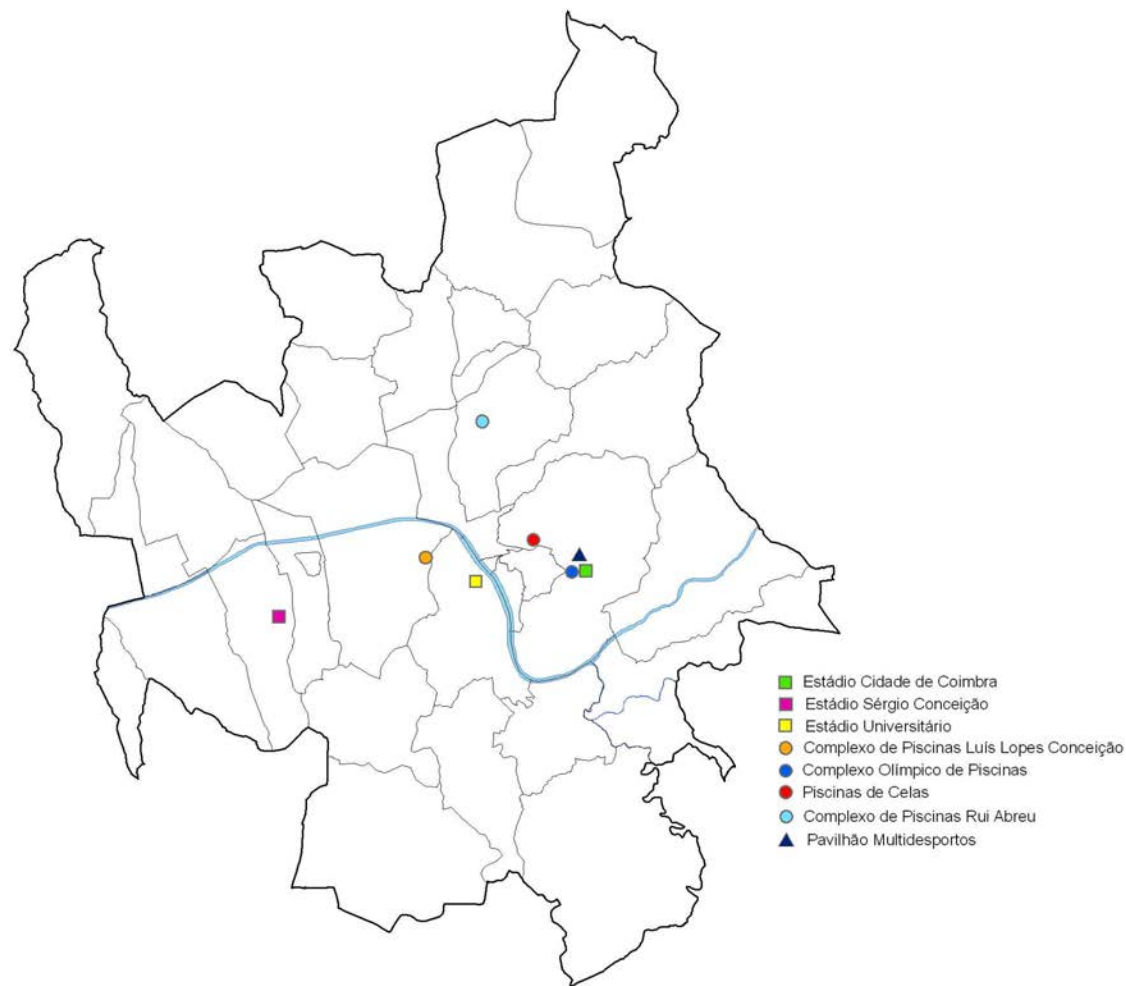 Estádio Cidade de Coimbra
Estádio Sérgio Conceição
Estádio Universitário
Complexo de Piscinas Luís Lopes Conceição
Complexo Olímpico de Piscinas
Piscinas de Celas
Complexo de Piscinas Rui Abreu
Pavilhão Multidesportos